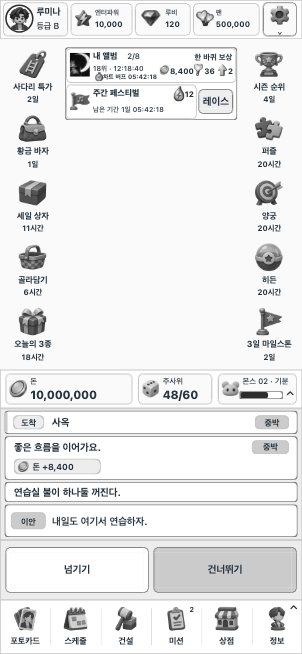 루미나
등급 B
엔터파워
10,000
루비
120
팬
500,000
내 앨범 2/8
한 바퀴 보상
18위 · 12:18:40
차트 버프 05:42:18
8,400 36 2
주간 페스티벌
12
남은 기간 1일 05:42:18
레이스
사다리 특가
2일
황금 바자
1일
세일 상자
11시간
골라담기
6시간
오늘의 3종
18시간
시즌 순위
4일
퍼즐
20시간
양궁
20시간
히든
20시간
3일 마일스톤
2일
돈
10,000,000
주사위
48/60
몬스 02 · 기분
도착 사옥 중박
좋은 흐름을 이어가요. 중박
돈 +8,400
연습실 불이 하나둘 꺼진다.
이안 내일도 여기서 연습하자.
넘기기
건너뛰기
포토카드
스케줄
건설
미션
2
상점
정보